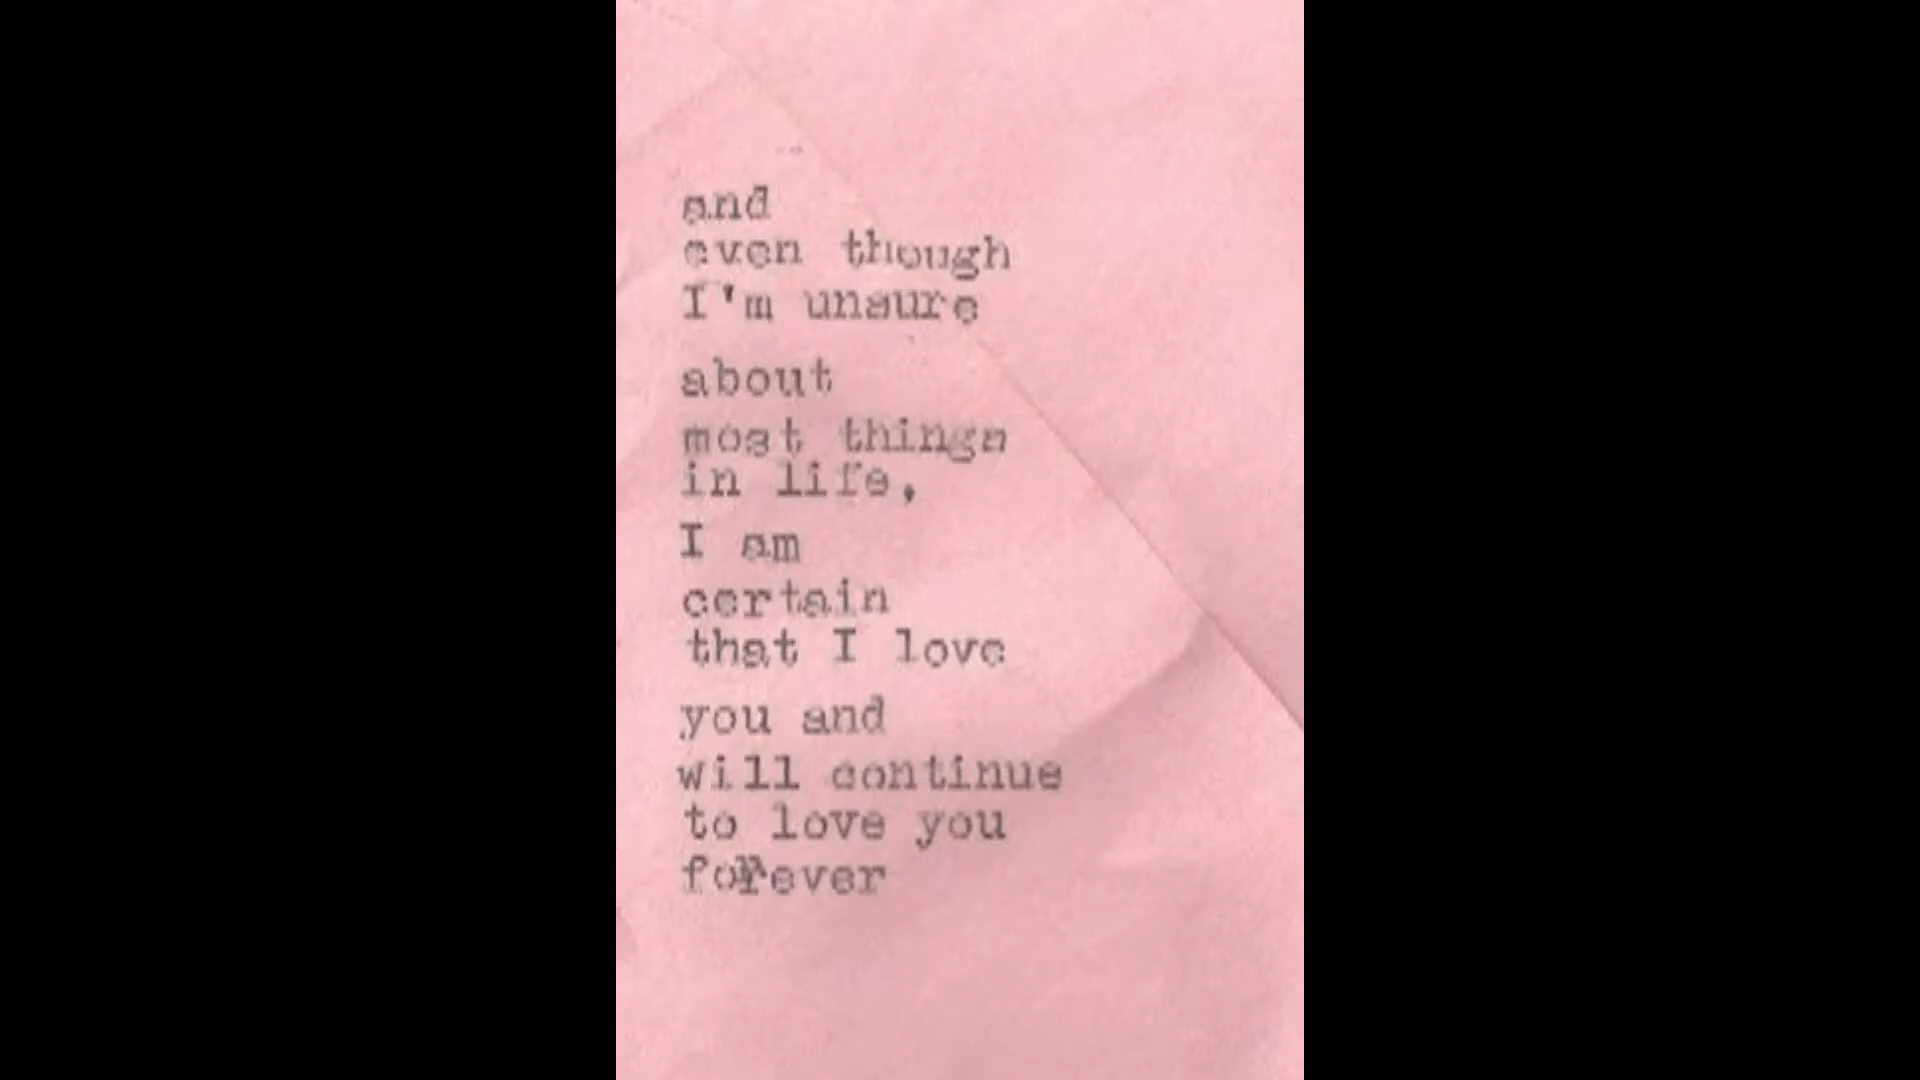 and
even though
I'm unsure
about
most things
in life,
I am
certain
that I love
you and
will continue
to love you
forever